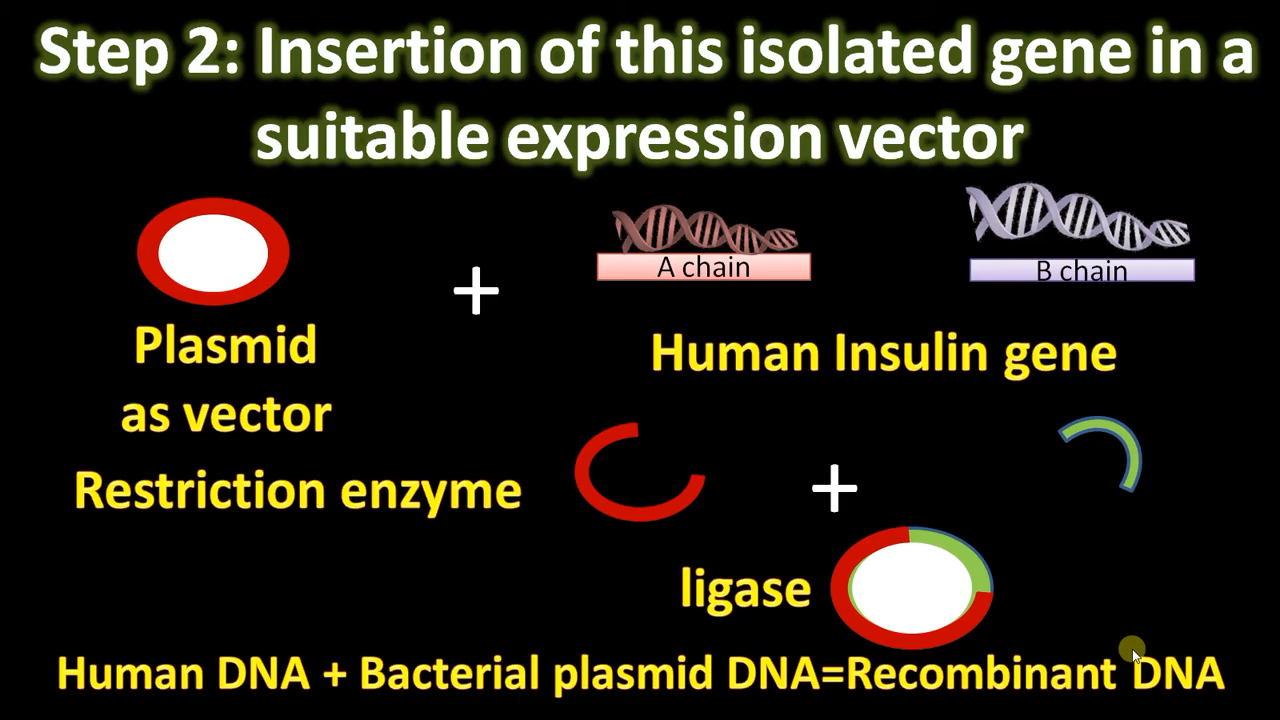 Step 2: Insertion of this isolated gene in a
suitable expression vector
A chain
B chain
Plasmid
as vector
+
Human Insulin gene
Restriction enzyme
+
ligase
Human DNA + Bacterial plasmid DNA=Recombinant DNA